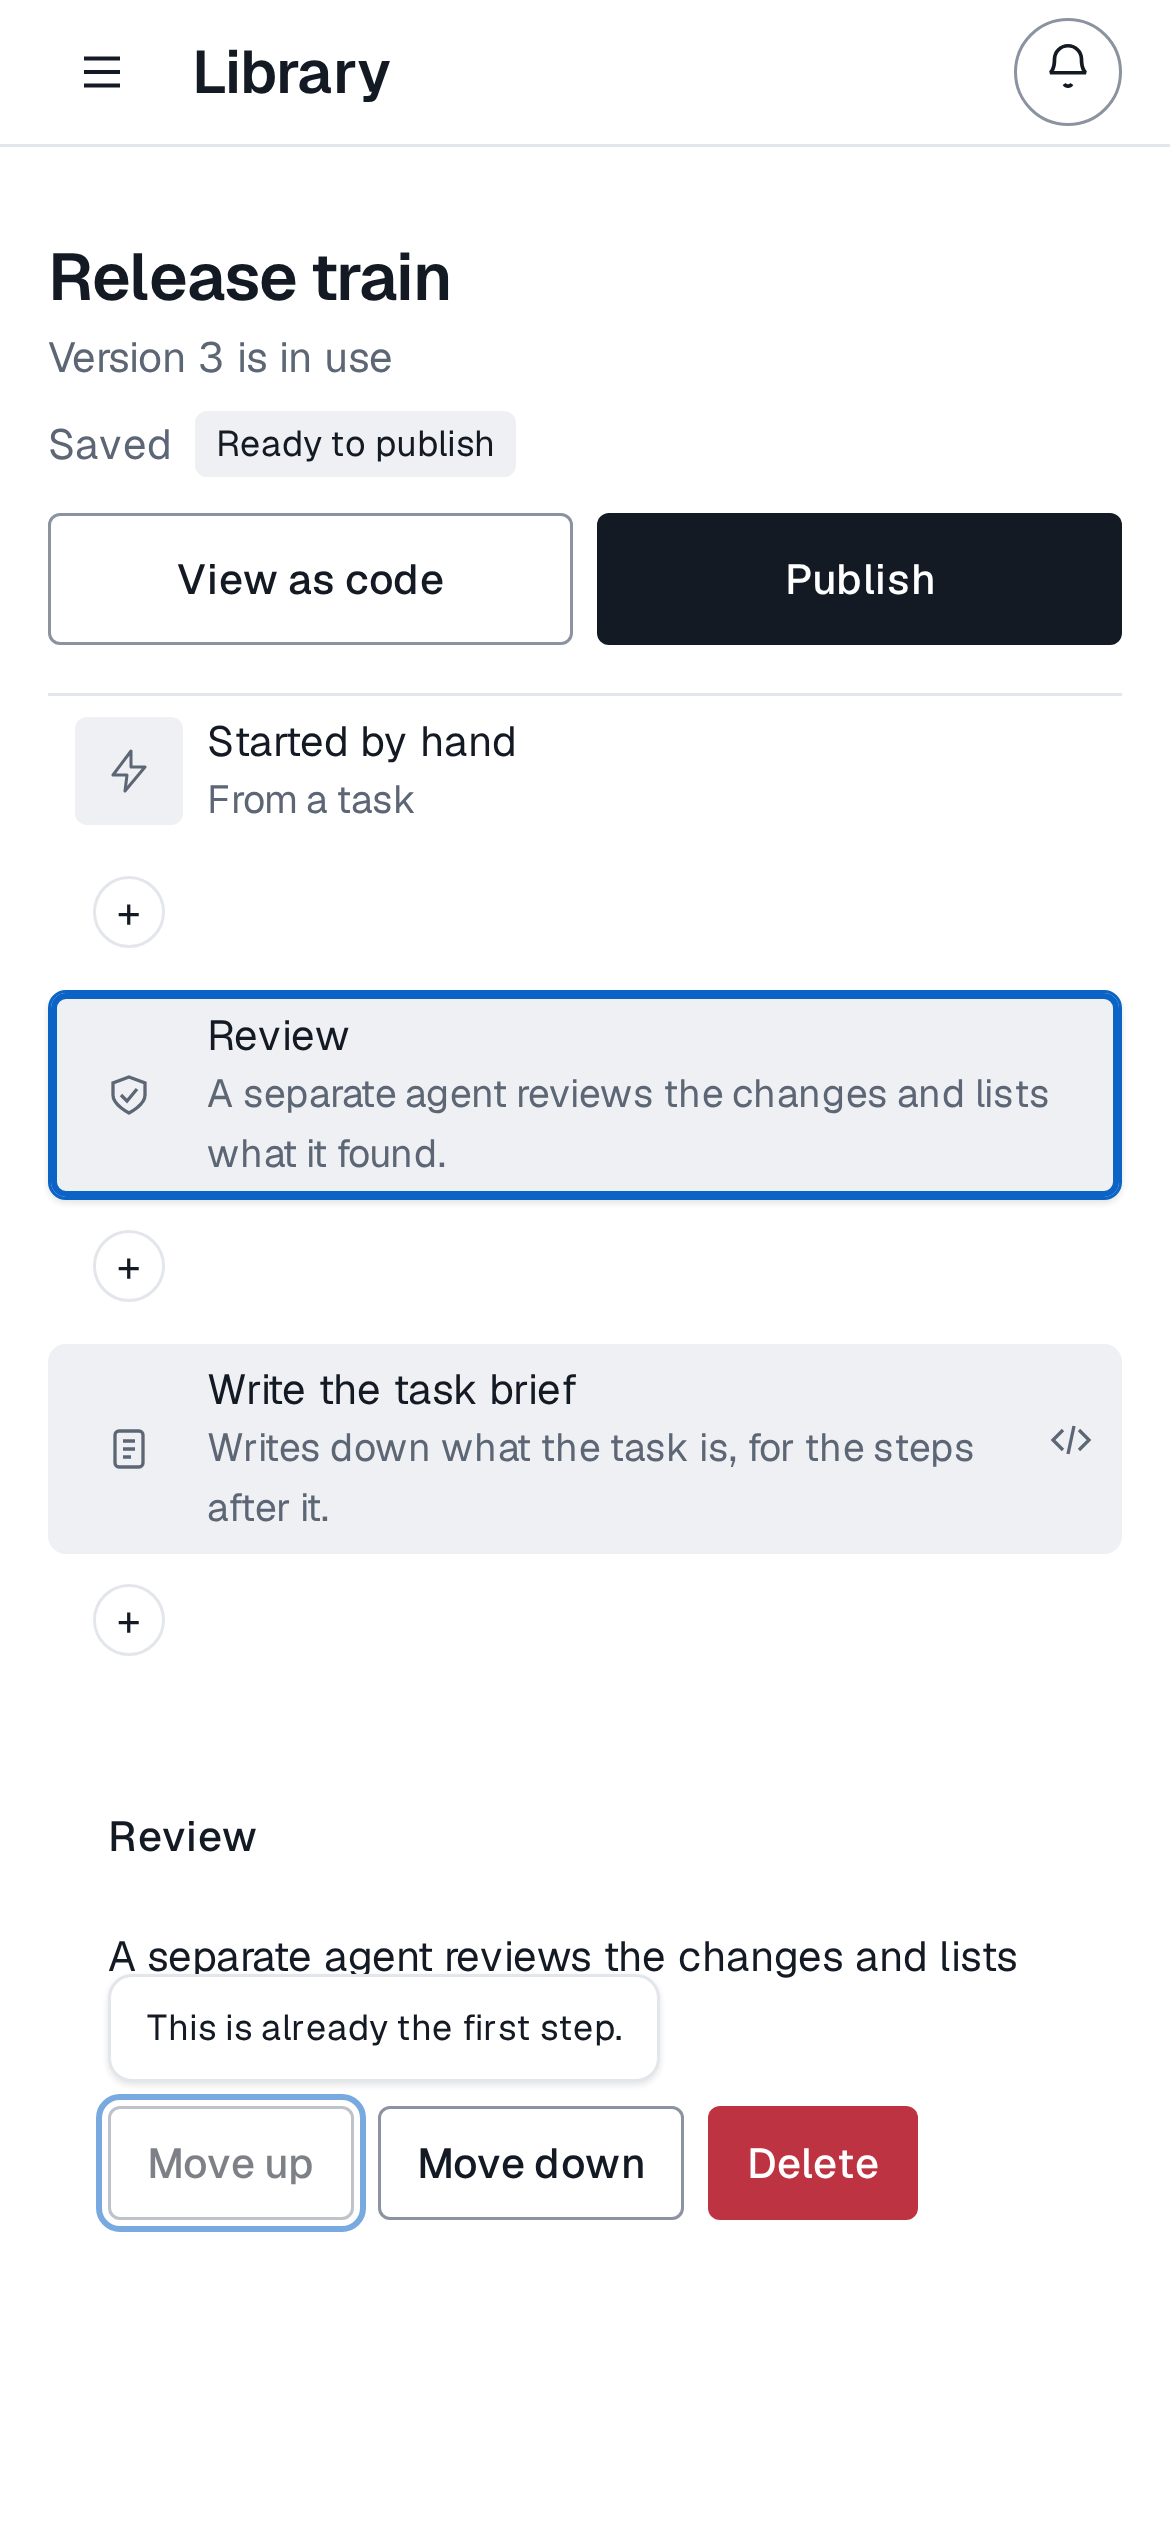 Library
Release train
Version 3 is in use
Saved
Ready to publish
View as code
Publish
Started by hand
From a task
+
Review
A separate agent reviews the changes and lists
what it found.
+
Write the task brief
Writes down what the task is, for the steps
after it.
</>
+
Review
A separate agent reviews the changes and lists
This is already the first step.
Move up
Move down
Delete